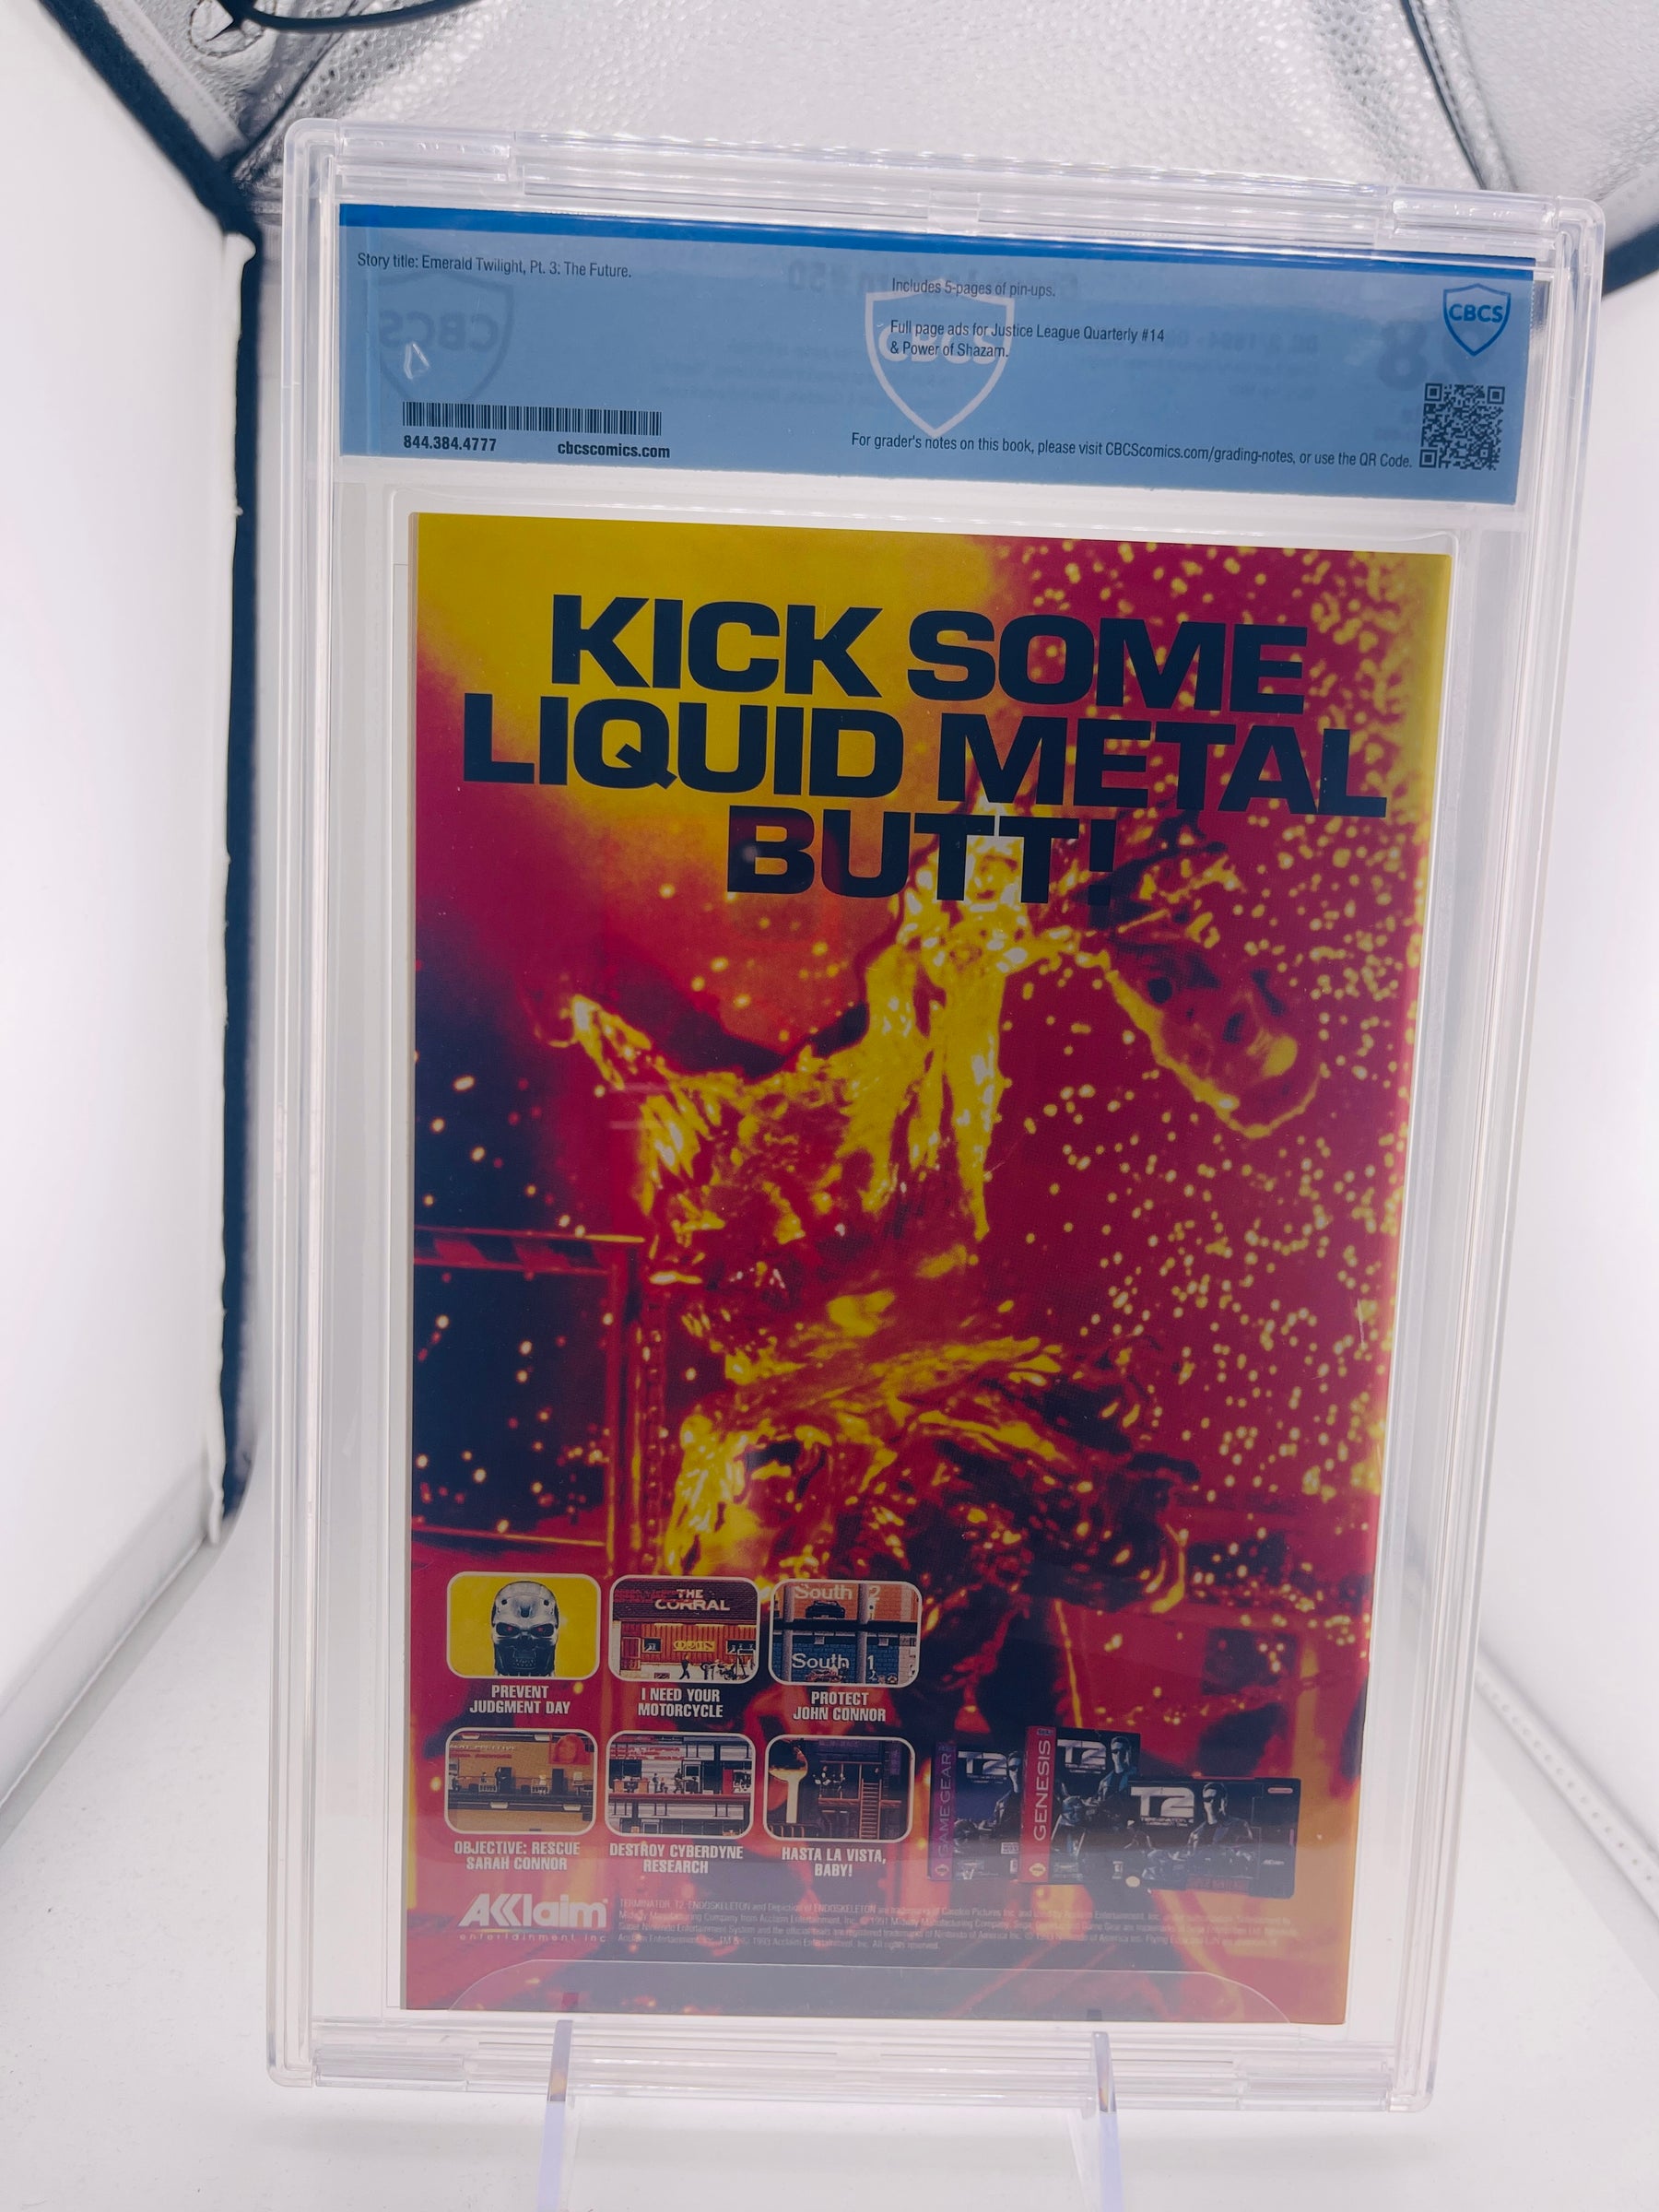 Story title: Emerald Twilight, Pt. 3: The Future.
Includes 5-pages of pin-ups.
Full page ads for Justice League Quarterly #14
& Power of Shazam.
CBCS
CBCS
844.384.4777
cbcscomics.com
For grader's notes on this book, please visit CBCScomics.com/grading-notes, or use the QR Code.
KICK SOME
LIQUID METAL
BUTT!
THE
CORRAL
South 2
South 1
PREVENT
JUDGMENT DAY
I NEED YOUR
MOTORCYCLE
PROTECT
JOHN CONNOR
OBJECTIVE: RESCUE
SARAH CONNOR
DESTROY CYBERDYNE
RESEARCH
HASTA LA VISTA,
BABY!
GAME GEAR
T2
GENESIS
T2
T2
AKKlaim
entertainment, inc.